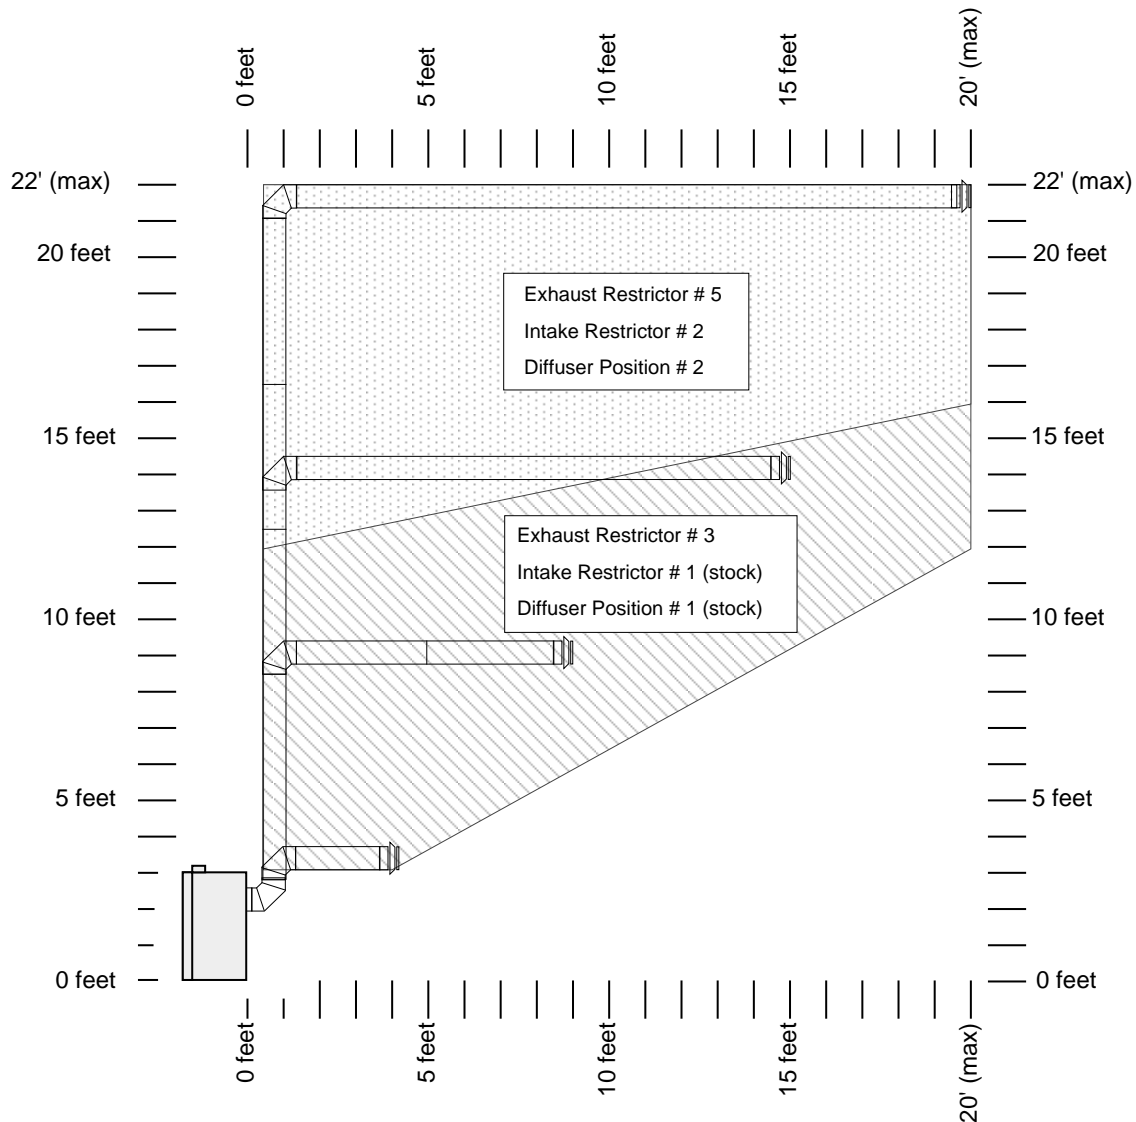 0 feet
5 feet
10 feet
15 feet
20' (max)
22' (max)
22' (max)
20 feet
20 feet
Exhaust Restrictor # 5
Intake Restrictor # 2
Diffuser Position # 2
15 feet
15 feet
Exhaust Restrictor # 3
Intake Restrictor # 1 (stock)
Diffuser Position # 1 (stock)
10 feet
10 feet
5 feet
5 feet
0 feet
0 feet
0 feet
5 feet
10 feet
15 feet
20' (max)